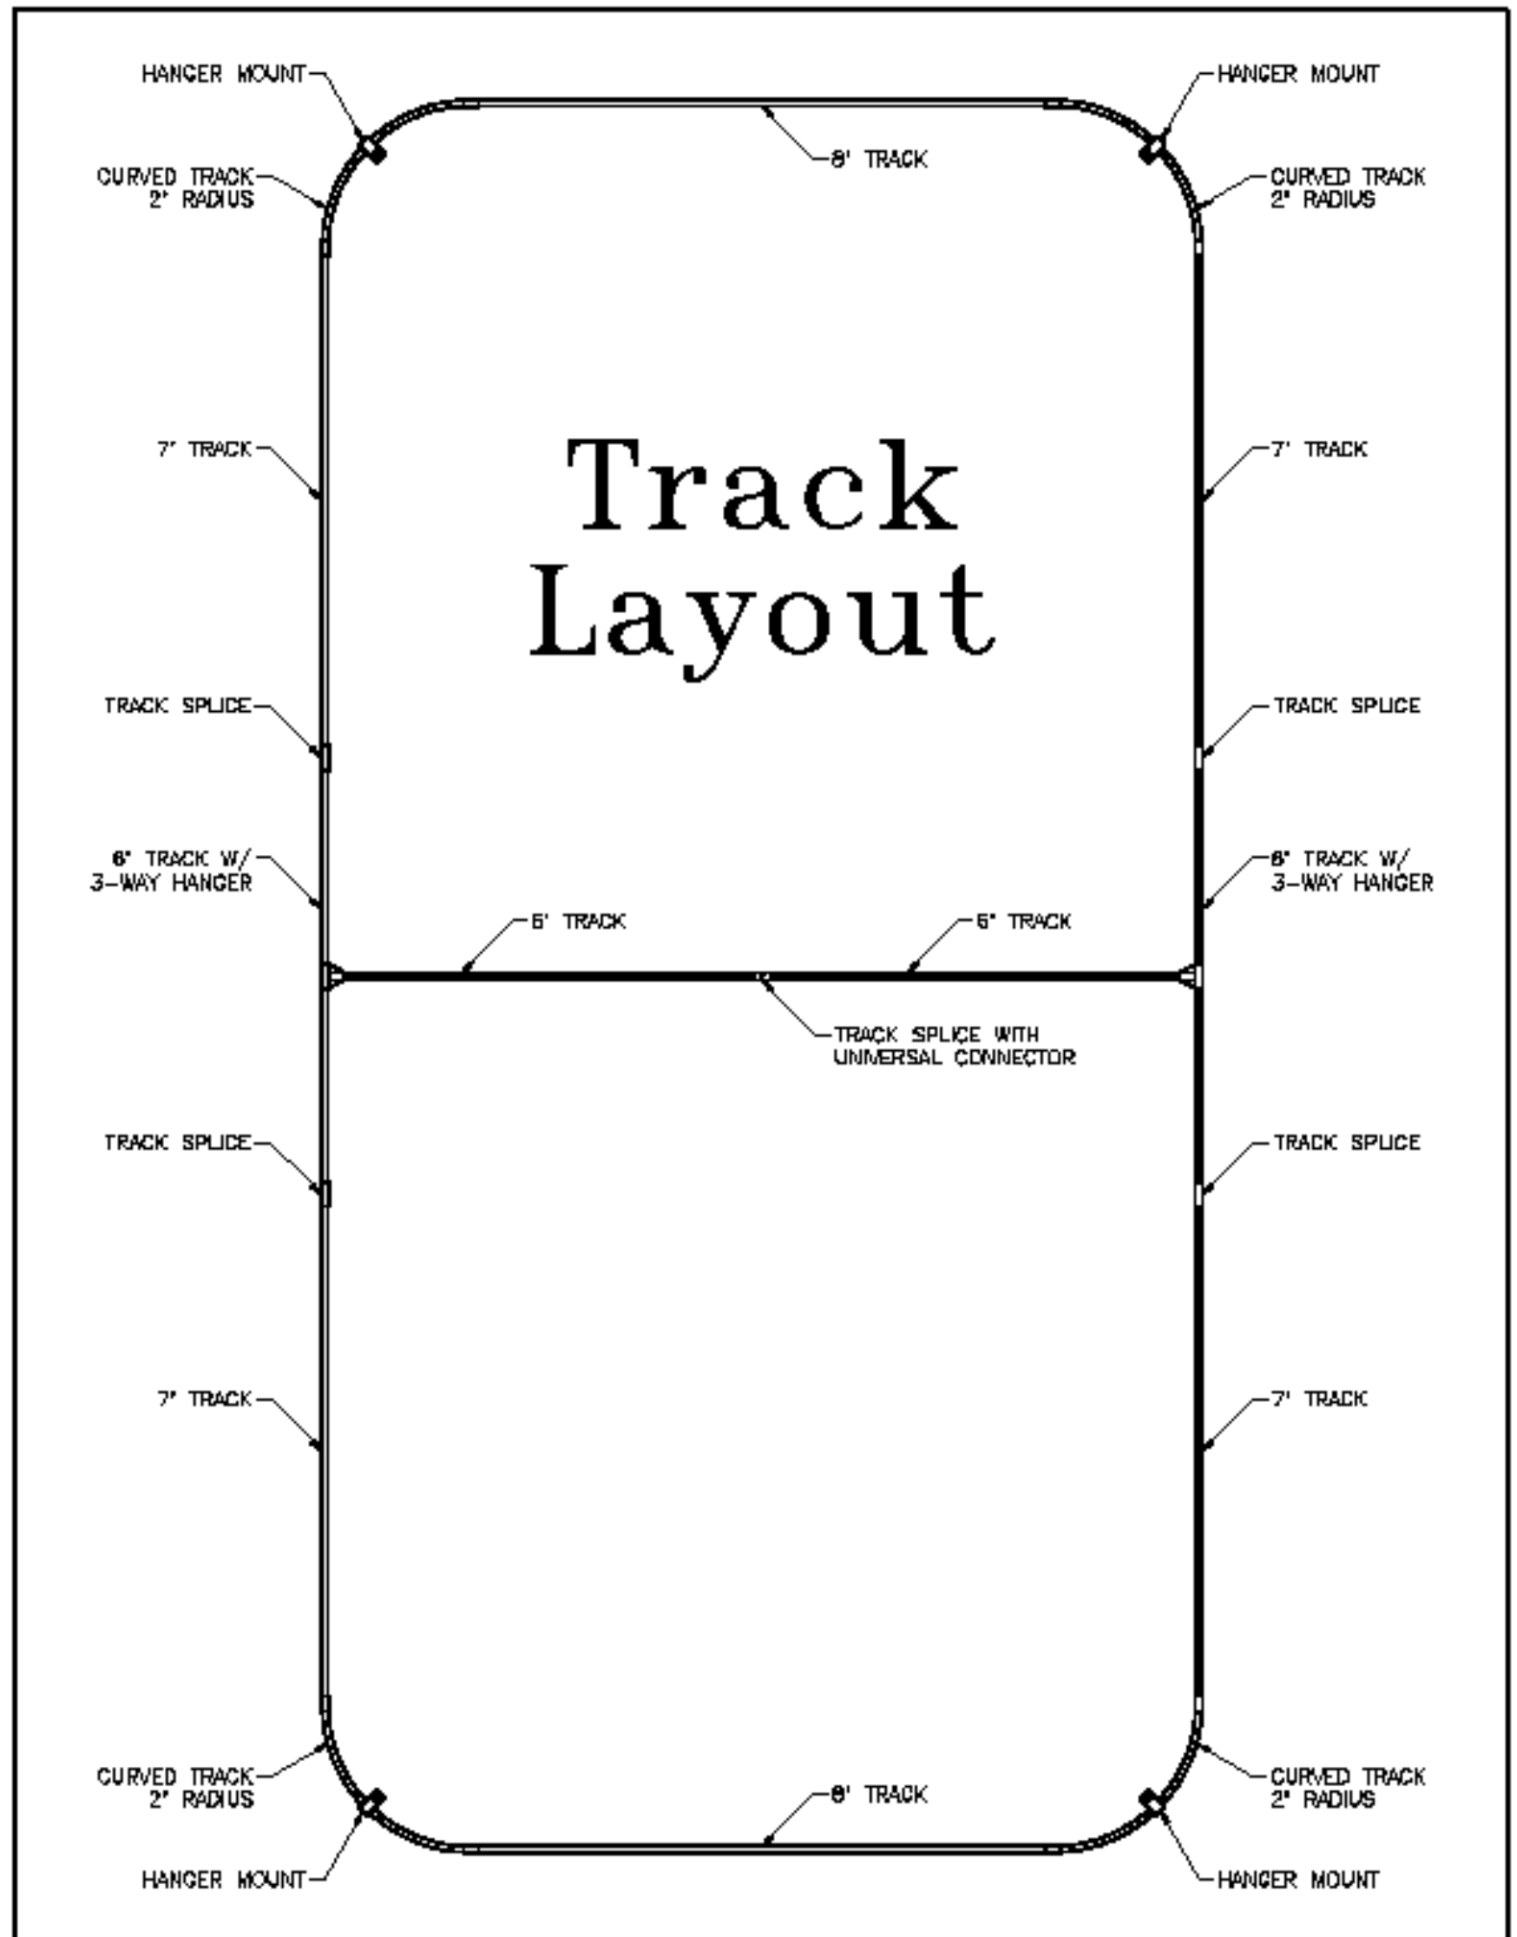 HANGER MOUNT
HANGER MOUNT
8' TRACK
CURVED TRACK
2' RADIUS
CURVED TRACK
2' RADIUS
7' TRACK
7' TRACK
Track
Layout
TRACK SPLICE
TRACK SPLICE
6' TRACK W/
3-WAY HANGER
6' TRACK W/
3-WAY HANGER
6' TRACK
6' TRACK
TRACK SPLICE WITH
UNIVERSAL CONNECTOR
TRACK SPLICE
TRACK SPLICE
7' TRACK
7' TRACK
CURVED TRACK
2' RADIUS
8' TRACK
CURVED TRACK
2' RADIUS
HANGER MOUNT
HANGER MOUNT